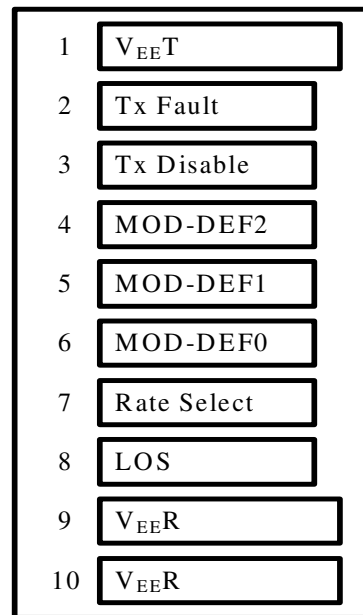 1 VEET
2 Tx Fault
3 Tx Disable
4 MOD-DEF2
5 MOD-DEF1
6 MOD-DEF0
7 Rate Select
8 LOS
9 VEER
10 VEER